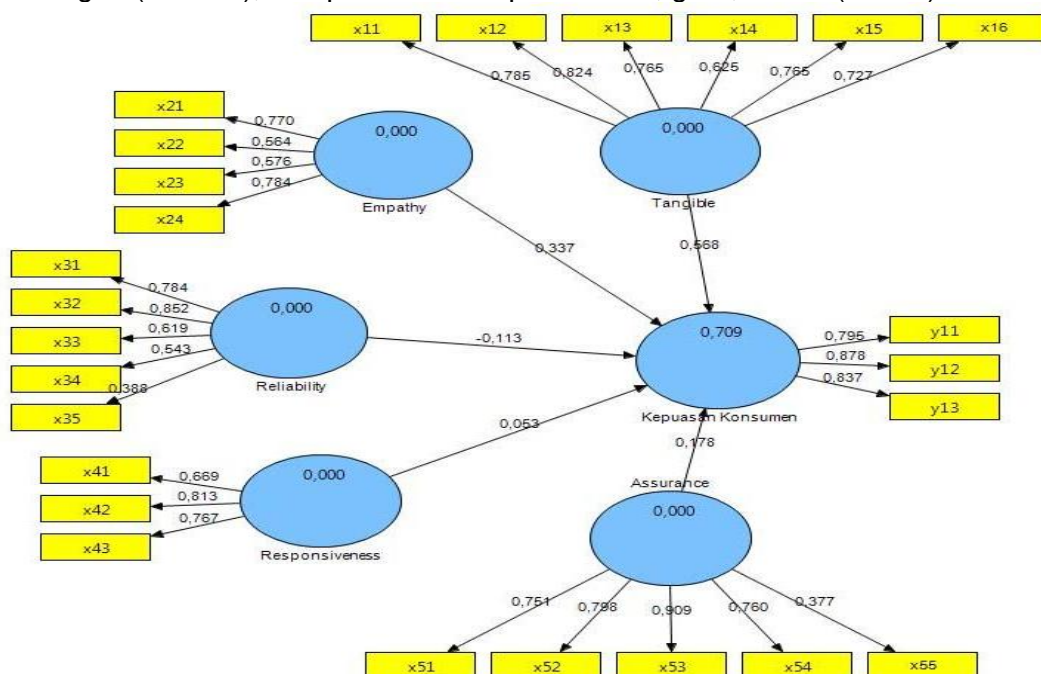 x11 x12 x13 x14 x15 x16
0,785 0,824 0,765 0,625 0,765 0,727
x21
x22
x23
x24
0,770
0,564
0,576
0,784
0,000
Empathy
0,000
Tangible
0,337
0,568
x31
x32
x33
x34
x35
0,784
0,852
0,619
0,543
0,388
0,000
Reliability
-0,113
0,709
Kepuasan Konsumen
0,795
0,878
0,837
y11
y12
y13
x41
x42
x43
0,669
0,813
0,767
0,000
Responsiveness
0,053
0,178
Assurance
0,000
0,751 0,798 0,909 0,760 0,377
x51 x52 x53 x54 x55